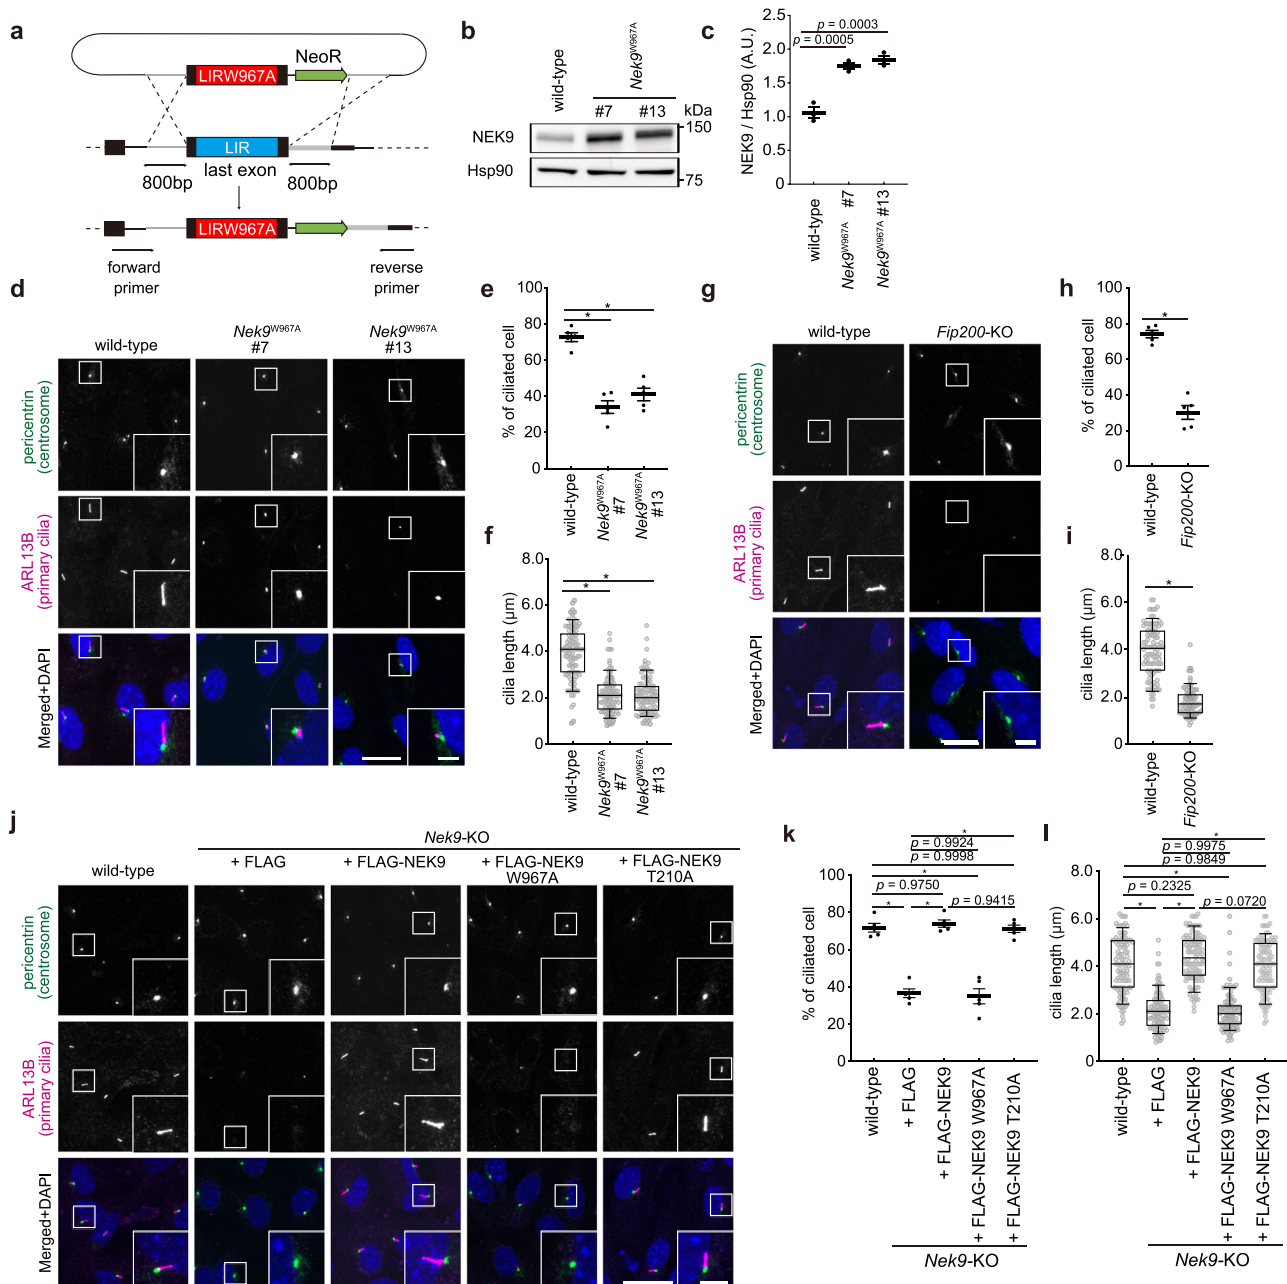 a
NeoR
LIRW967A
LIR
last exon
800bp
800bp
LIRW967A
forward primer
reverse primer
b
wild-type
Nek9W967A
#7
#13
kDa
NEK9
150
Hsp90
75
c
p = 0.0003
p = 0.0005
NEK9 / Hsp90 (A.U.)
2.5
2.0
1.5
1.0
0.5
0
wild-type
Nek9W967A #7
Nek9W967A #13
d
wild-type
Nek9W967A #7
Nek9W967A #13
pericentrin (centrosome)
ARL13B (primary cilia)
Merged+DAPI
e
% of ciliated cell
100
80
60
40
20
0
*
*
wild-type
Nek9W967A #7
Nek9W967A #13
f
cilia length (μm)
8.0
6.0
4.0
2.0
0
*
*
wild-type
Nek9W967A #7
Nek9W967A #13
g
wild-type
Fip200-KO
pericentrin (centrosome)
ARL13B (primary cilia)
Merged+DAPI
h
% of ciliated cell
100
80
60
40
20
0
*
wild-type
Fip200-KO
i
cilia length (μm)
8.0
6.0
4.0
2.0
0
*
wild-type
Fip200-KO
j
Nek9-KO
wild-type
+ FLAG
+ FLAG-NEK9
+ FLAG-NEK9 W967A
+ FLAG-NEK9 T210A
pericentrin (centrosome)
ARL13B (primary cilia)
Merged+DAPI
k
*
p = 0.9924
p = 0.9998
*
p = 0.9750
* *
p = 0.9415
% of ciliated cell
100
80
60
40
20
0
wild-type
+ FLAG
+ FLAG-NEK9
+ FLAG-NEK9 W967A
+ FLAG-NEK9 T210A
Nek9-KO
l
*
p = 0.9975
p = 0.9849
*
p = 0.2325
* *
p = 0.0720
cilia length (μm)
8.0
6.0
4.0
2.0
0
wild-type
+ FLAG
+ FLAG-NEK9
+ FLAG-NEK9 W967A
+ FLAG-NEK9 T210A
Nek9-KO